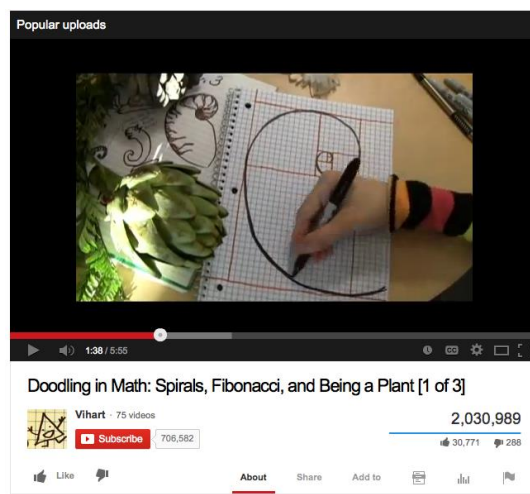 Popular uploads
1:38 / 5:55
CC
Doodling in Math: Spirals, Fibonacci, and Being a Plant [1 of 3]
Vihart · 75 videos
Subscribe 706,582
2,030,989
30,771 288
Like
About Share Add to